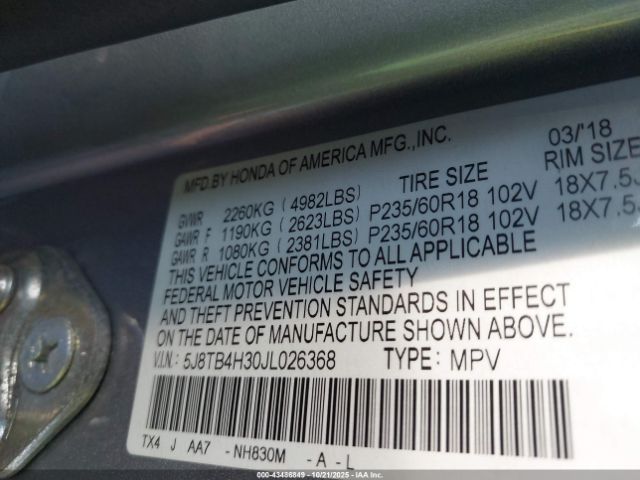 MFD.BY HONDA OF AMERICA MFG.,INC. 03/'18
TIRE SIZE RIM SIZE
GVWR 2260KG (4982LBS)
GAWR F 1190KG (2623LBS) P235/60R18 102V 18X7.5J
GAWR R 1080KG (2381LBS) P235/60R18 102V 18X7.5
THIS VEHICLE CONFORMS TO ALL APPLICABLE
FEDERAL MOTOR VEHICLE SAFETY
AND THEFT PREVENTION STANDARDS IN EFFECT
ON THE DATE OF MANUFACTURE SHOWN ABOVE.
V.I.N.: 5J8TB4H30JL026368 TYPE: MPV
TX4 J AA7 -NH830M -A-L
000-43486849 10/21/2025 Copyright IAA, Inc.